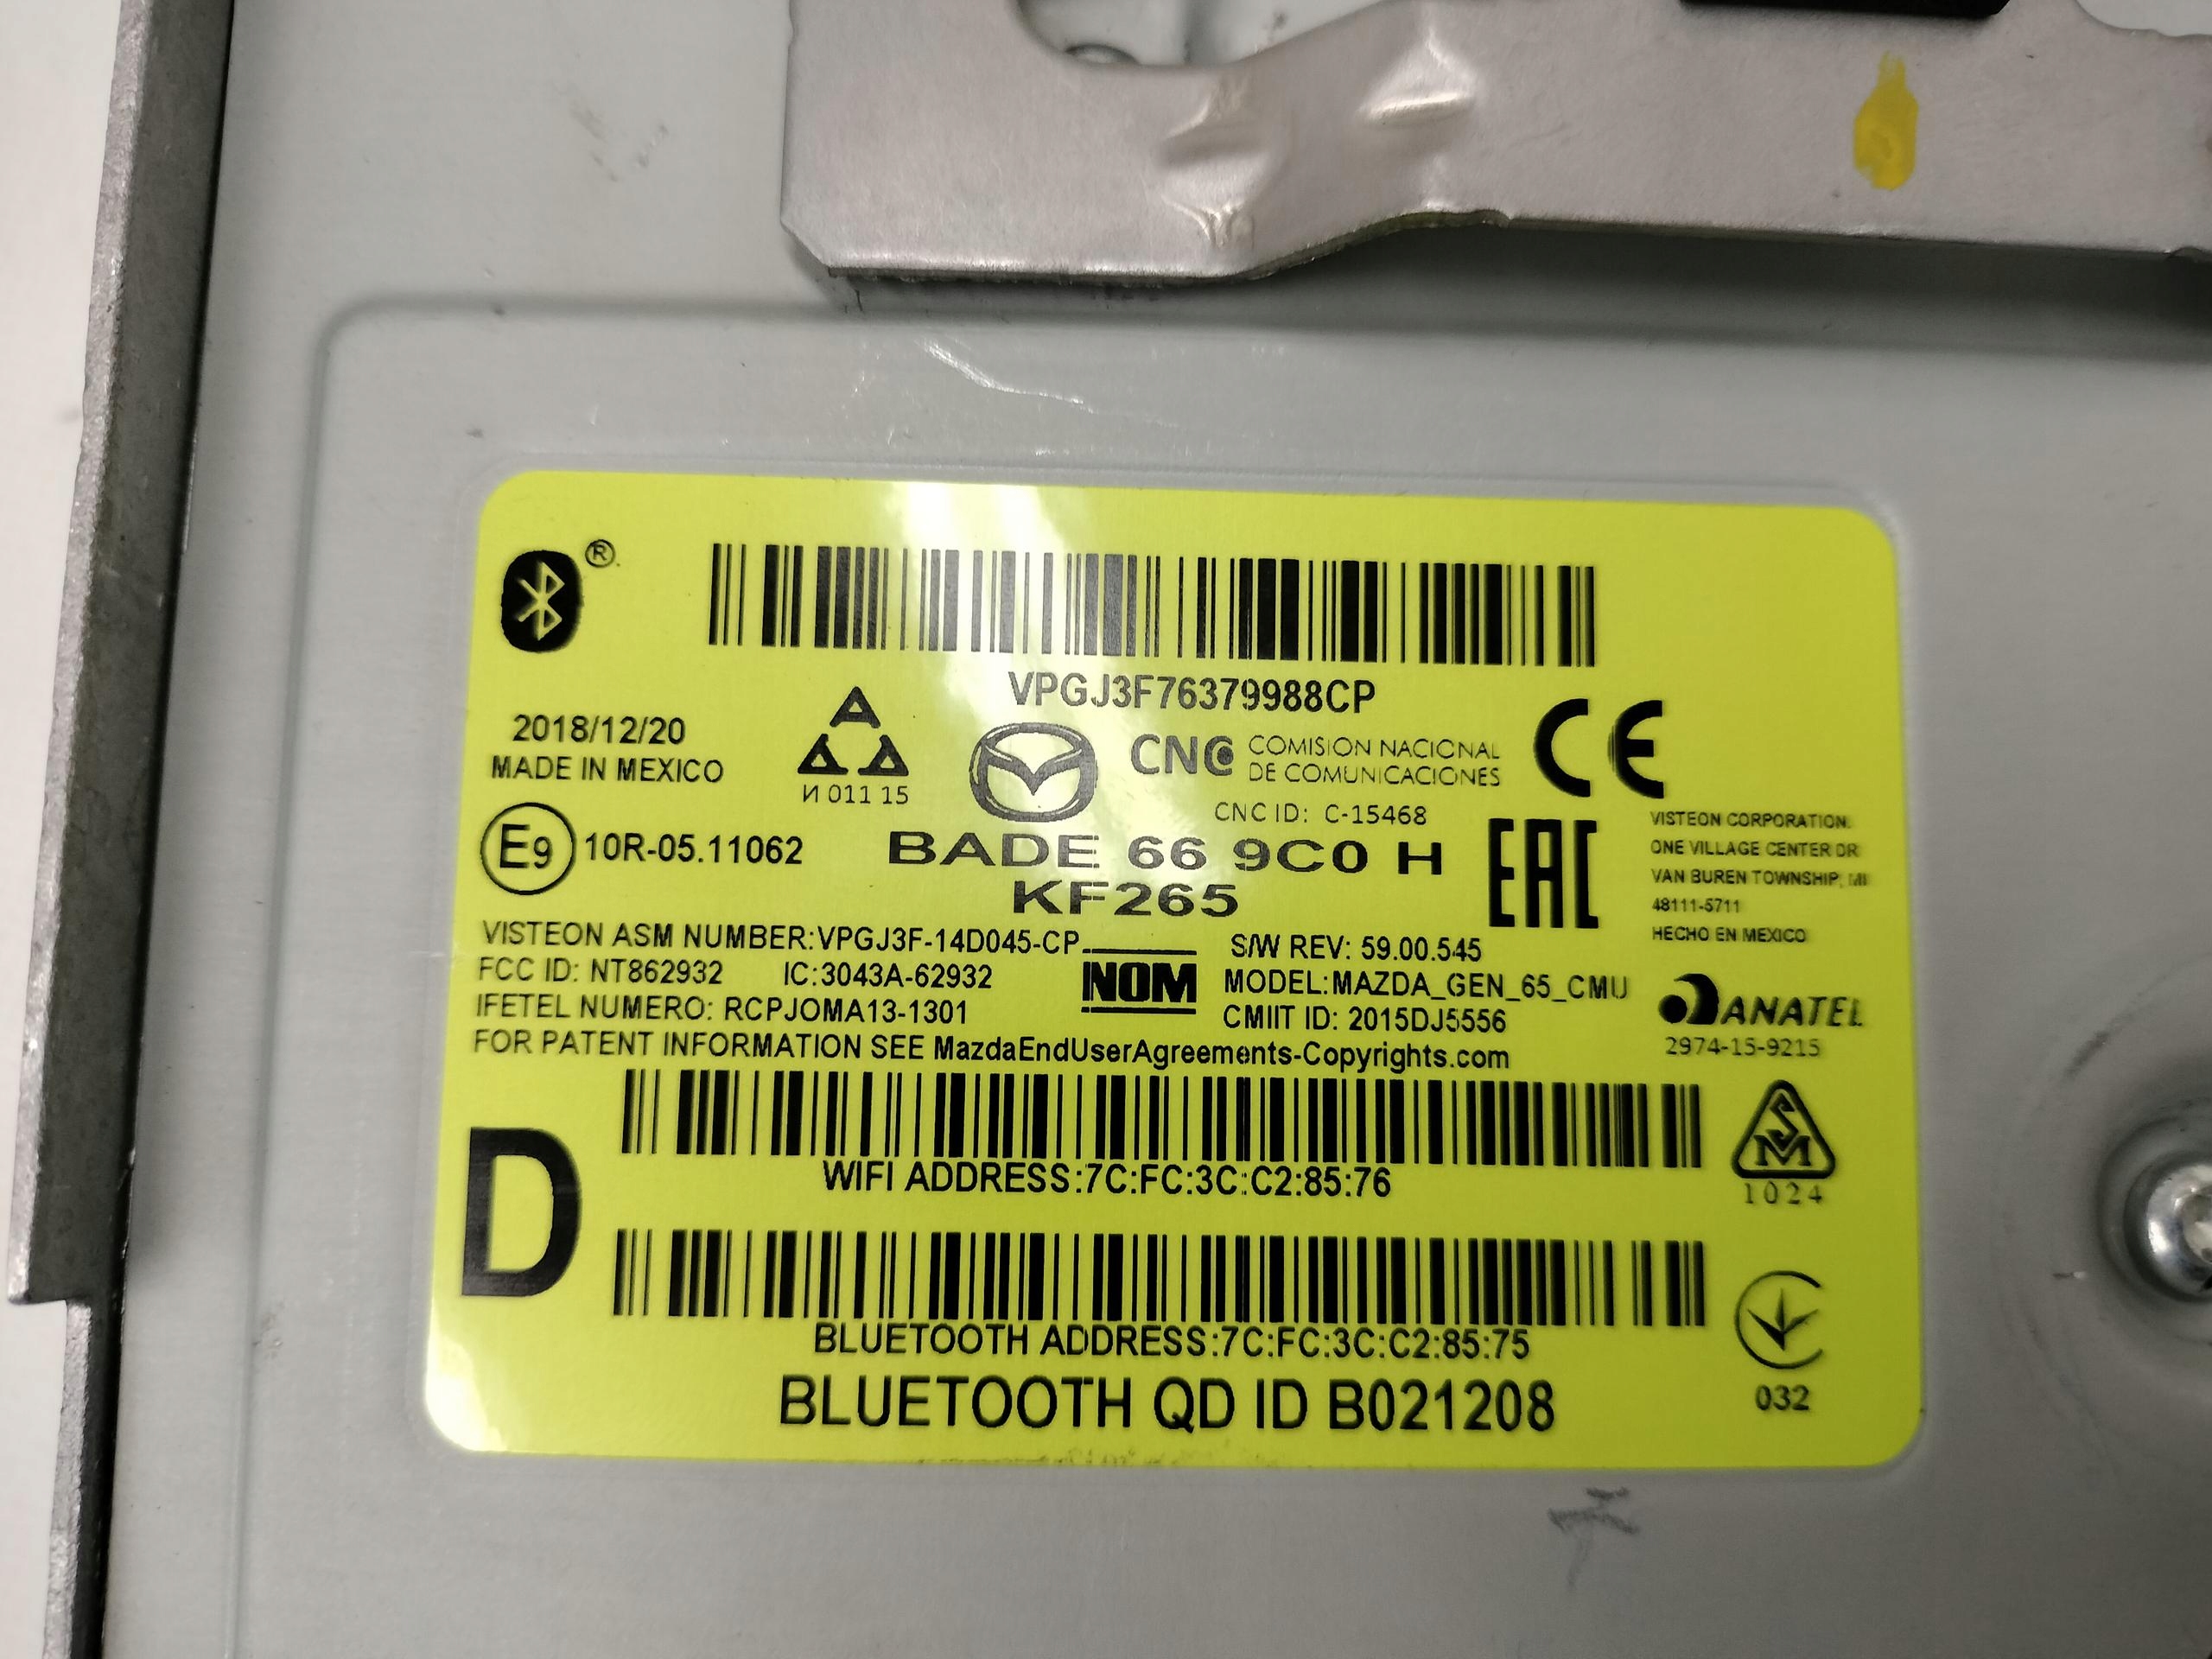 ®
VPGJ3F76379988CP
2018/12/20
MADE IN MEXICO
И 011 15
CNC COMISION NACIONAL
DE COMUNICACIONES
CNC ID: C-15468
CE
E9 10R-05.11062
BADE 66 9C0 H
KF265
EAC
VISTEON CORPORATION.
ONE VILLAGE CENTER DR
VAN BUREN TOWNSHIP, MI
48111-5711
HECHO EN MEXICO
VISTEON ASM NUMBER:VPGJ3F-14D045-CP
FCC ID: NT862932 IC:3043A-62932
IFETEL NUMERO: RCPJOMA13-1301
NOM
S/W REV: 59.00.545
MODEL:MAZDA_GEN_65_CMU
CMIIT ID: 2015DJ5556
ANATEL
2974-15-9215
FOR PATENT INFORMATION SEE MazdaEndUserAgreements-Copyrights.com
D
WIFI ADDRESS:7C:FC:3C:C2:85:76
SM
1024
BLUETOOTH ADDRESS:7C:FC:3C:C2:85:75
BLUETOOTH QD ID B021208
032